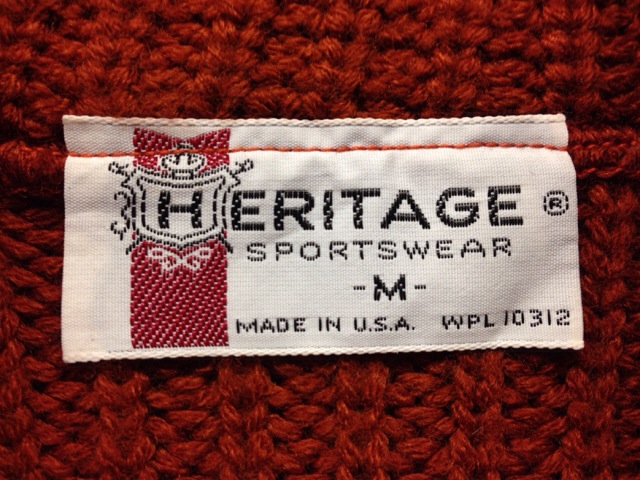 HERITAGE ®
SPORTSWEAR
-M-
MADE IN U.S.A. WPL 10312